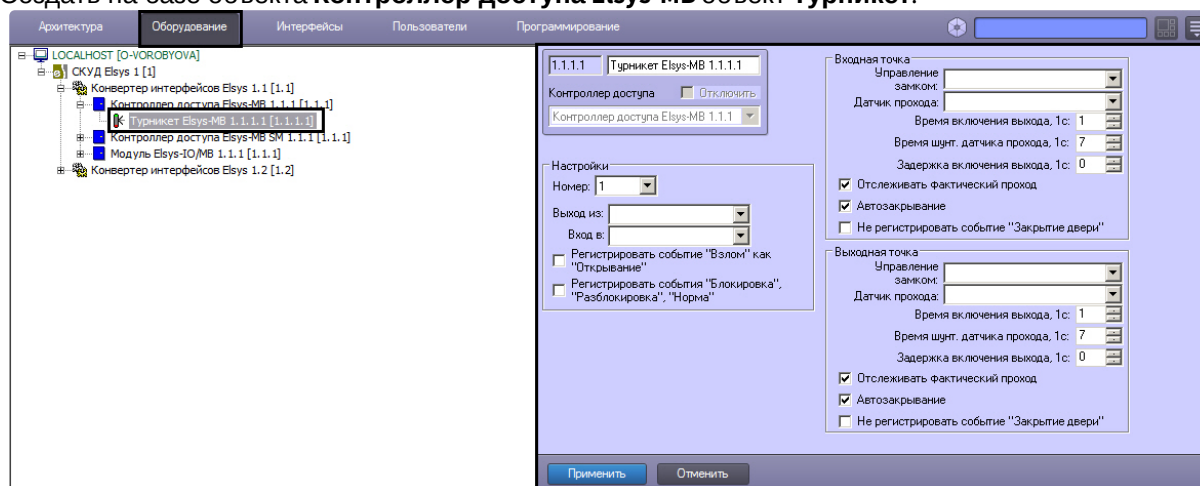 Создать на базе объекта Контроллер доступа Elsys-MB объект Турникет.
Архитектура Оборудование Интерфейсы Пользователи Программирование
LOCALHOST [O-VOROBYOVA]
СКУД Elsys 1 [1]
Конвертер интерфейсов Elsys 1.1 [1.1]
Контроллер доступа Elsys-MB 1.1.1 [1.1.1]
Турникет Elsys-MB 1.1.1.1 [1.1.1.1]
Контроллер доступа Elsys-MB SM 1.1.1 [1.1.1]
Модуль Elsys-IO/MB 1.1.1 [1.1.1]
Конвертер интерфейсов Elsys 1.2 [1.2]
1.1.1.1 Турникет Elsys-MB 1.1.1.1
Контроллер доступа Отключить
Контроллер доступа Elsys-MB 1.1.1
Настройки
Номер: 1
Выход из:
Вход в:
Регистрировать событие "Взлом" как
"Открывание"
Регистрировать события "Блокировка",
"Разблокировка", "Норма"
Входная точка
Управление
замком:
Датчик прохода:
Время включения выхода, 1с: 1
Время шунт. датчика прохода, 1с: 7
Задержка включения выхода, 1с: 0
Отслеживать фактический проход
Автозакрывание
Не регистрировать событие "Закрытие двери"
Выходная точка
Управление
замком:
Датчик прохода:
Время включения выхода, 1с: 1
Время шунт. датчика прохода, 1с: 7
Задержка включения выхода, 1с: 0
Отслеживать фактический проход
Автозакрывание
Не регистрировать событие "Закрытие двери"
Применить Отменить